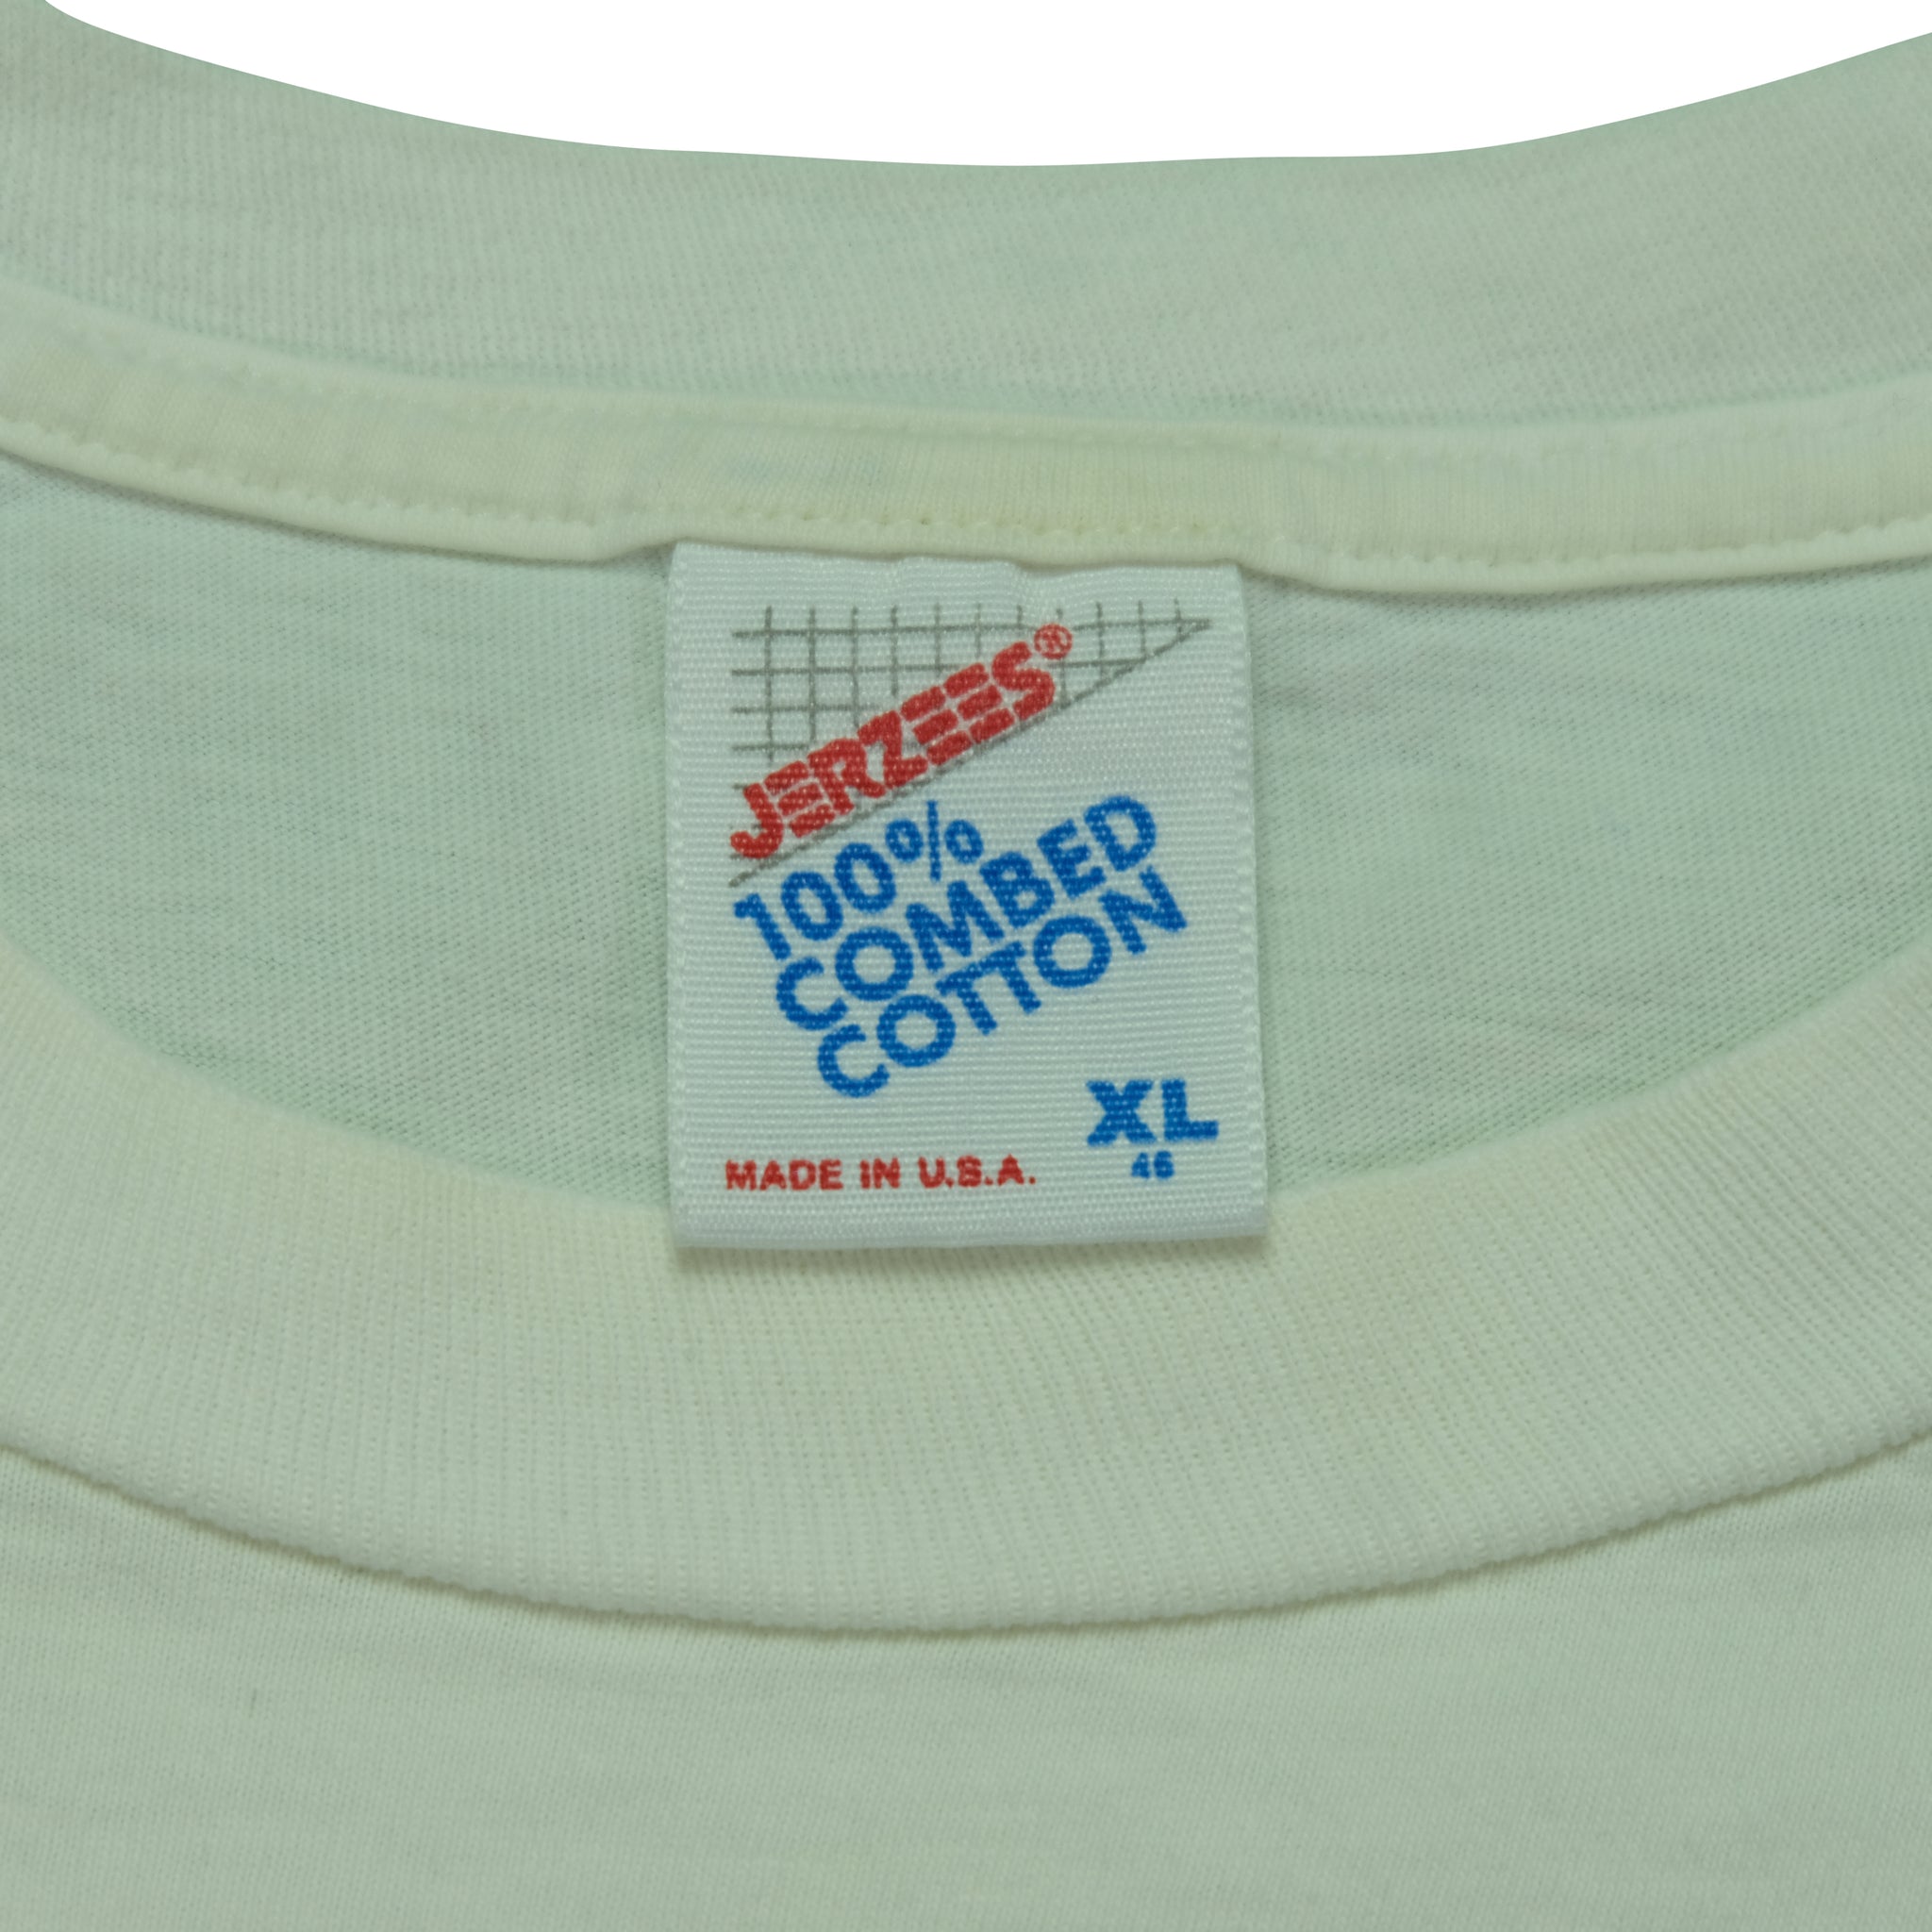 JERZEES®
100%
COMBED
COTTON
XL
46
MADE IN U.S.A.